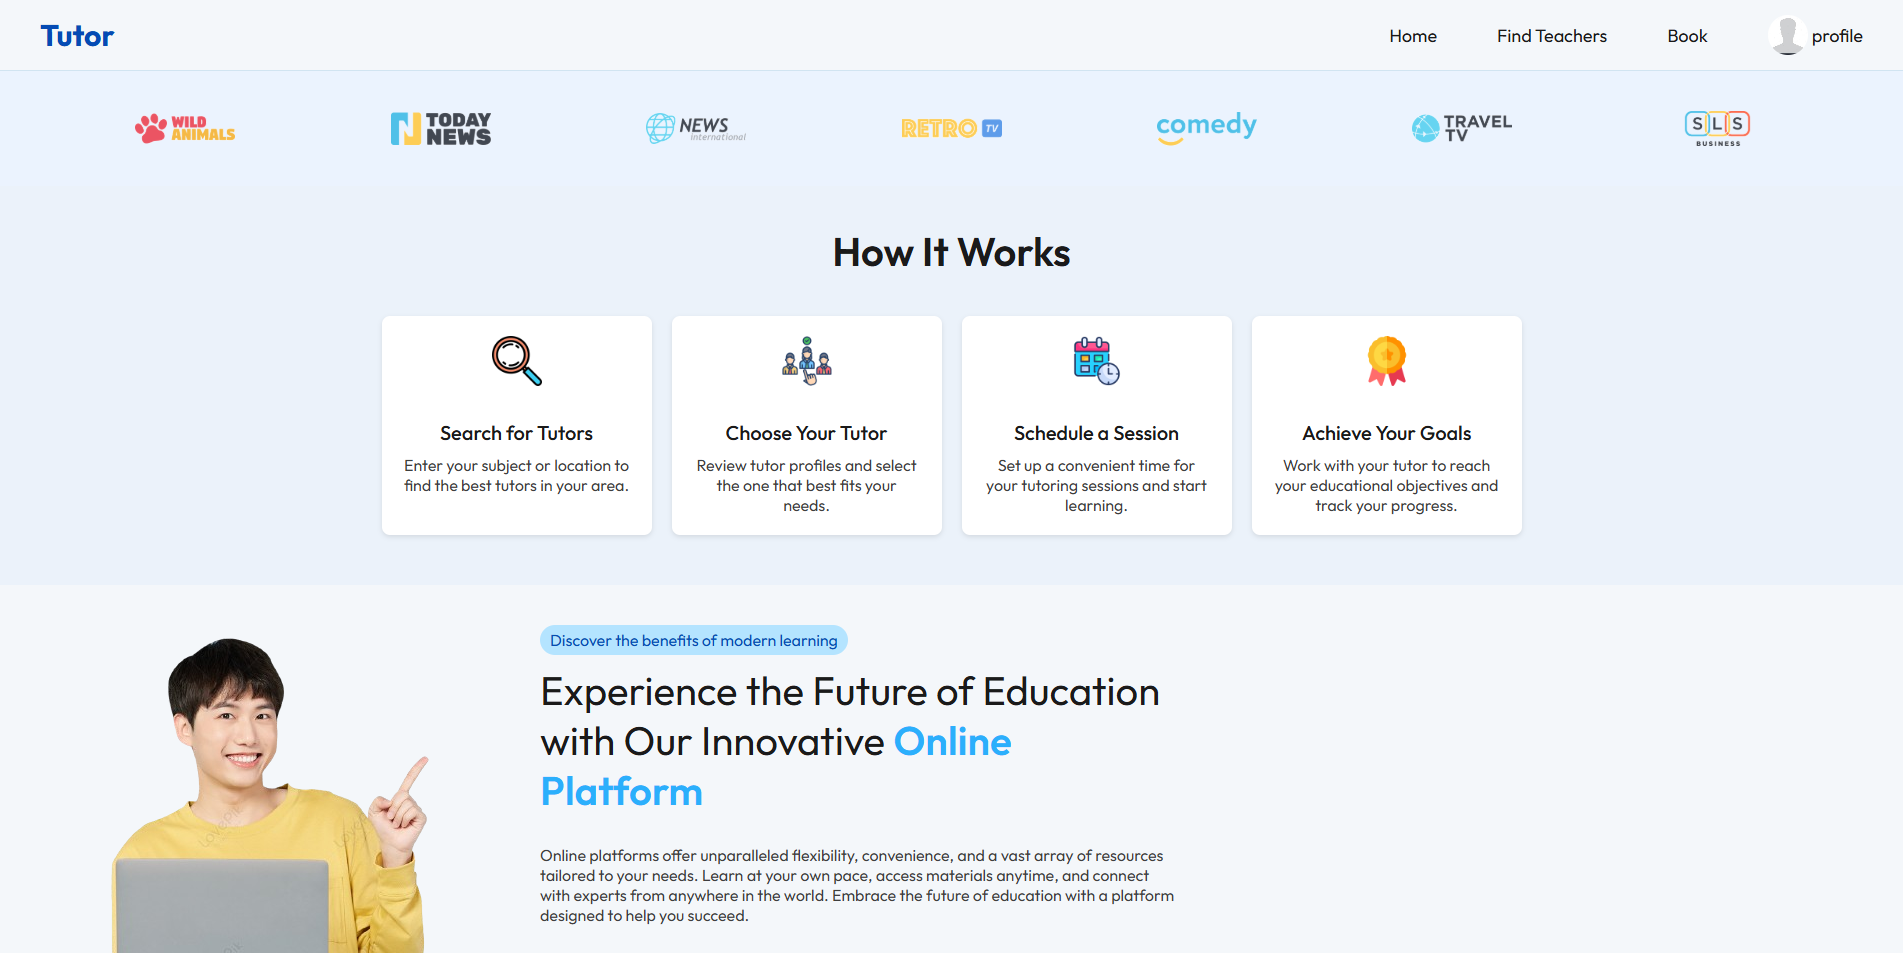 Tutor
Home
Find Teachers
Book
profile
WILD
ANIMALS
TODAY
NEWS
NEWS
international
RETRO TV
comedy
TRAVEL
TV
SLS
BUSINESS
How It Works
Search for Tutors
Enter your subject or location to
find the best tutors in your area.
Choose Your Tutor
Review tutor profiles and select
the one that best fits your
needs.
Schedule a Session
Set up a convenient time for
your tutoring sessions and start
learning.
Achieve Your Goals
Work with your tutor to reach
your educational objectives and
track your progress.
Discover the benefits of modern learning
Experience the Future of Education
with Our Innovative Online
Platform
Online platforms offer unparalleled flexibility, convenience, and a vast array of resources
tailored to your needs. Learn at your own pace, access materials anytime, and connect
with experts from anywhere in the world. Embrace the future of education with a platform
designed to help you succeed.